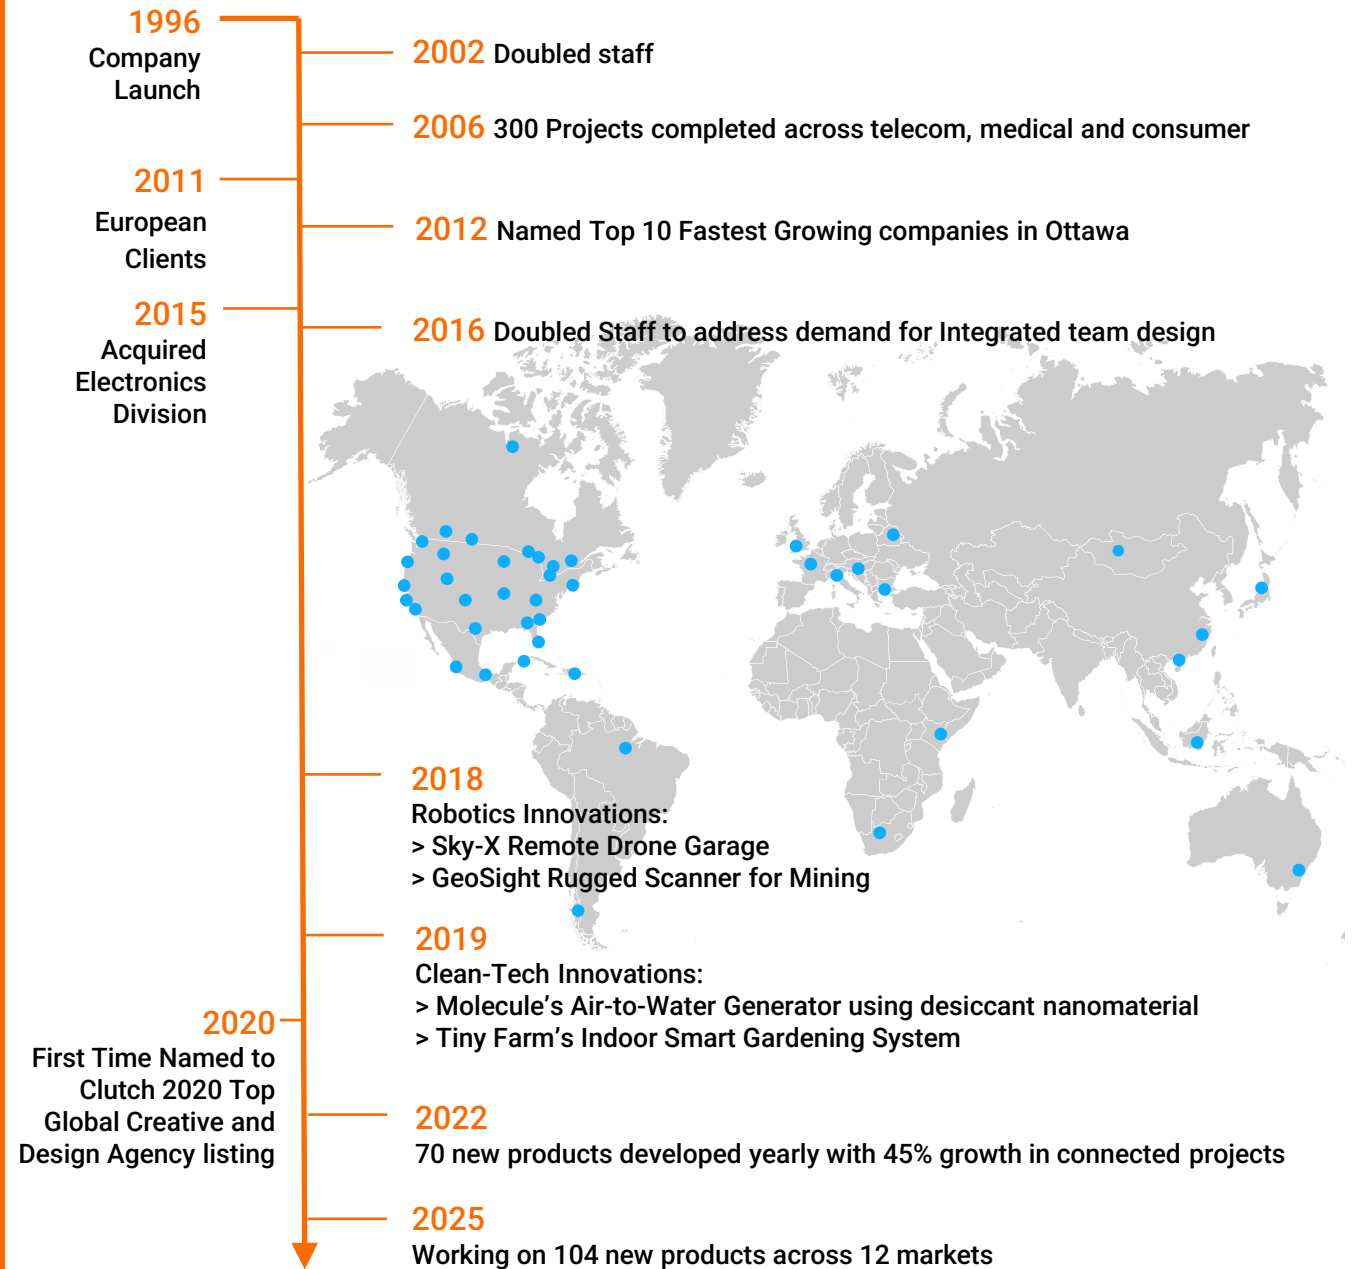 1996
Company
Launch
2002 Doubled staff
2006 300 Projects completed across telecom, medical and consumer
2011
European
Clients
2012 Named Top 10 Fastest Growing companies in Ottawa
2015
Acquired
Electronics
Division
2016 Doubled Staff to address demand for Integrated team design
2018
Robotics Innovations:
> Sky-X Remote Drone Garage
> GeoSight Rugged Scanner for Mining
2019
Clean-Tech Innovations:
> Molecule’s Air-to-Water Generator using desiccant nanomaterial
> Tiny Farm’s Indoor Smart Gardening System
2020
First Time Named to
Clutch 2020 Top
Global Creative and
Design Agency listing
2022
70 new products developed yearly with 45% growth in connected projects
2025
Working on 104 new products across 12 markets